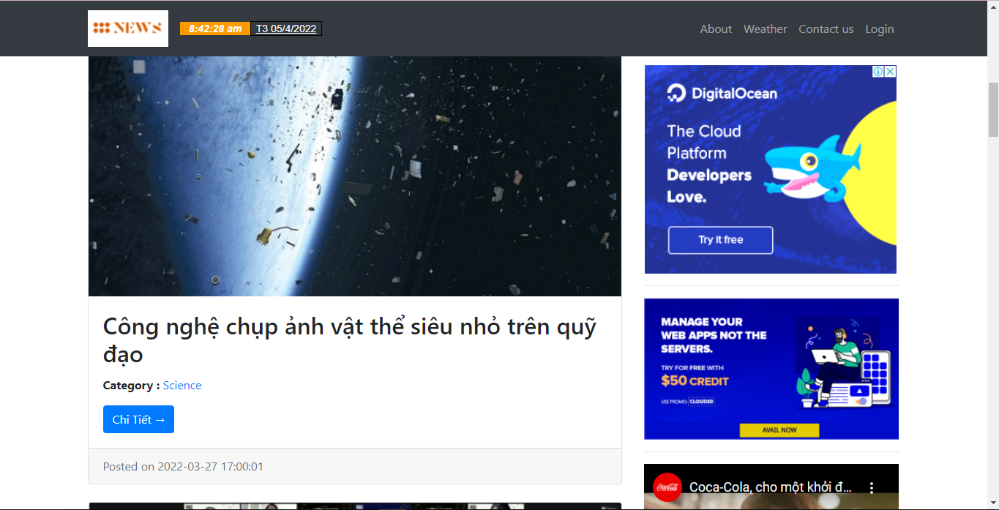 NEWS
8:42:28 am T3 05/4/2022
About Weather Contact us Login
DigitalOcean
The Cloud
Platform
Developers
Love.
Try It free
Công nghệ chụp ảnh vật thể siêu nhỏ trên quỹ
đạo
Category : Science
Chi Tiết →
Posted on 2022-03-27 17:00:01
MANAGE YOUR
WEB APPS NOT THE
SERVERS.
TRY FOR FREE WITH
$50 CREDIT
USE PROMO: CLOUD50
AVAIL NOW
Coca-Cola
Coca-Cola, cho một khởi đ...